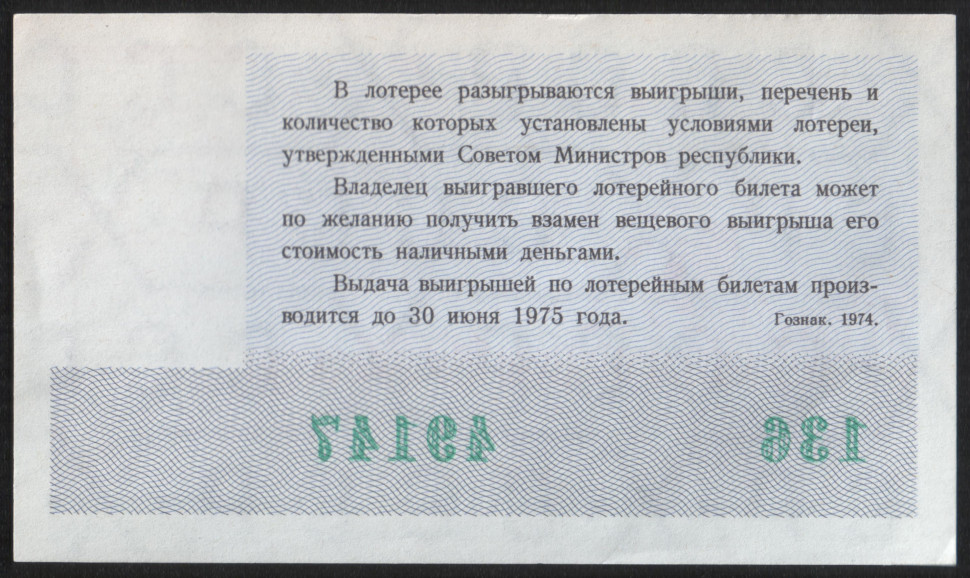 В лотерее разыгрываются выигрыши, перечень и
количество которых установлены условиями лотереи,
утвержденными Советом Министров республики.
Владелец выигравшего лотерейного билета может
по желанию получить взамен вещевого выигрыша его
стоимость наличными деньгами.
Выдача выигрышей по лотерейным билетам произ-
водится до 30 июня 1975 года.
Гознак. 1974.
136 49147